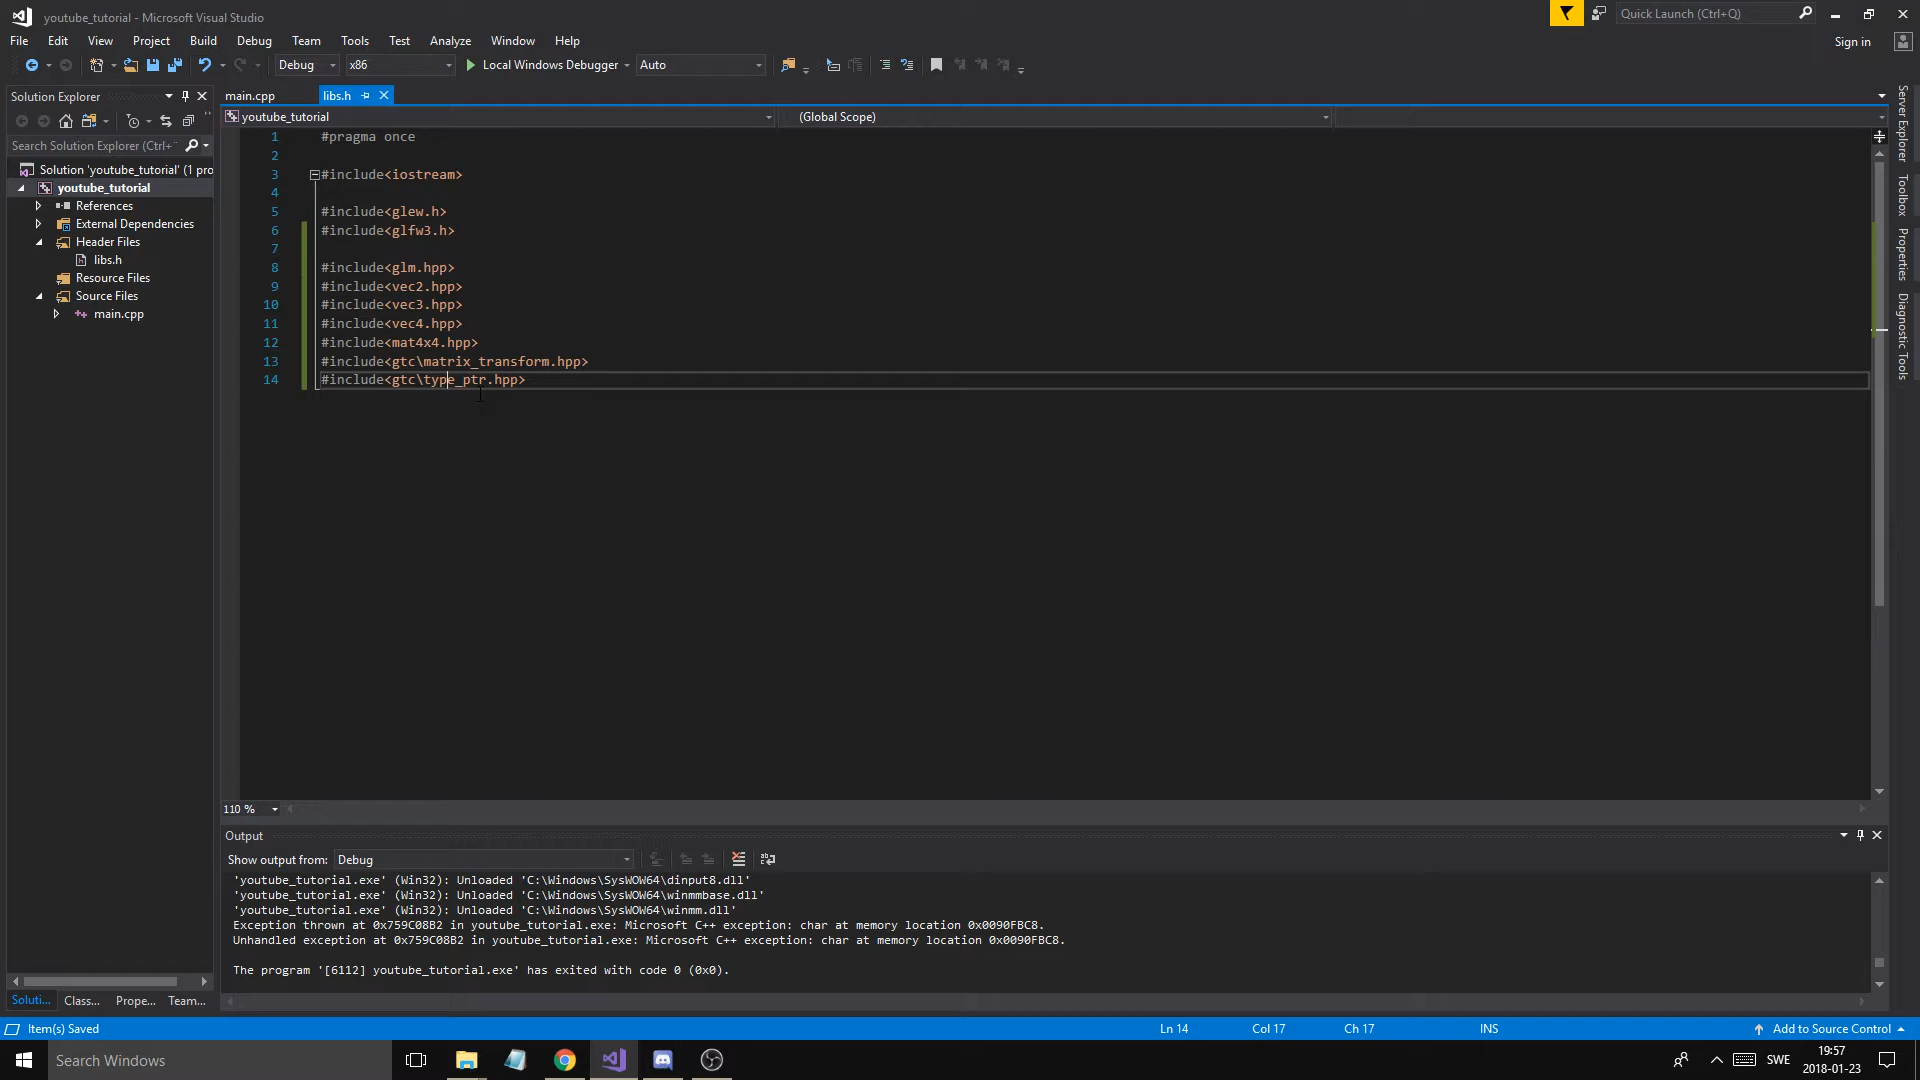 youtube_tutorial - Microsoft Visual Studio
Quick Launch (Ctrl+Q)
File Edit View Project Build Debug Team Tools Test Analyze Window Help
Sign in
Debug x86 Local Windows Debugger Auto
Solution Explorer
main.cpp libs.h
youtube_tutorial (Global Scope)
Search Solution Explorer (Ctrl+
Solution 'youtube_tutorial' (1 pro
youtube_tutorial
References
External Dependencies
Header Files
libs.h
Resource Files
Source Files
main.cpp
1 #pragma once
2
3 #include<iostream>
4
5 #include<glew.h>
6 #include<glfw3.h>
7
8 #include<glm.hpp>
9 #include<vec2.hpp>
10 #include<vec3.hpp>
11 #include<vec4.hpp>
12 #include<mat4x4.hpp>
13 #include<gtc\matrix_transform.hpp>
14 #include<gtc\type_ptr.hpp>
Server Explorer
Toolbox
Properties
Diagnostic Tools
110 %
Output
Show output from: Debug
'youtube_tutorial.exe' (Win32): Unloaded 'C:\Windows\SysWOW64\dinput8.dll'
'youtube_tutorial.exe' (Win32): Unloaded 'C:\Windows\SysWOW64\winmmbase.dll'
'youtube_tutorial.exe' (Win32): Unloaded 'C:\Windows\SysWOW64\winmm.dll'
Exception thrown at 0x759C08B2 in youtube_tutorial.exe: Microsoft C++ exception: char at memory location 0x0090FBC8.
Unhandled exception at 0x759C08B2 in youtube_tutorial.exe: Microsoft C++ exception: char at memory location 0x0090FBC8.
The program '[6112] youtube_tutorial.exe' has exited with code 0 (0x0).
Soluti... Class... Prope... Team...
Item(s) Saved Ln 14 Col 17 Ch 17 INS Add to Source Control
Search Windows
SWE
19:57
2018-01-23